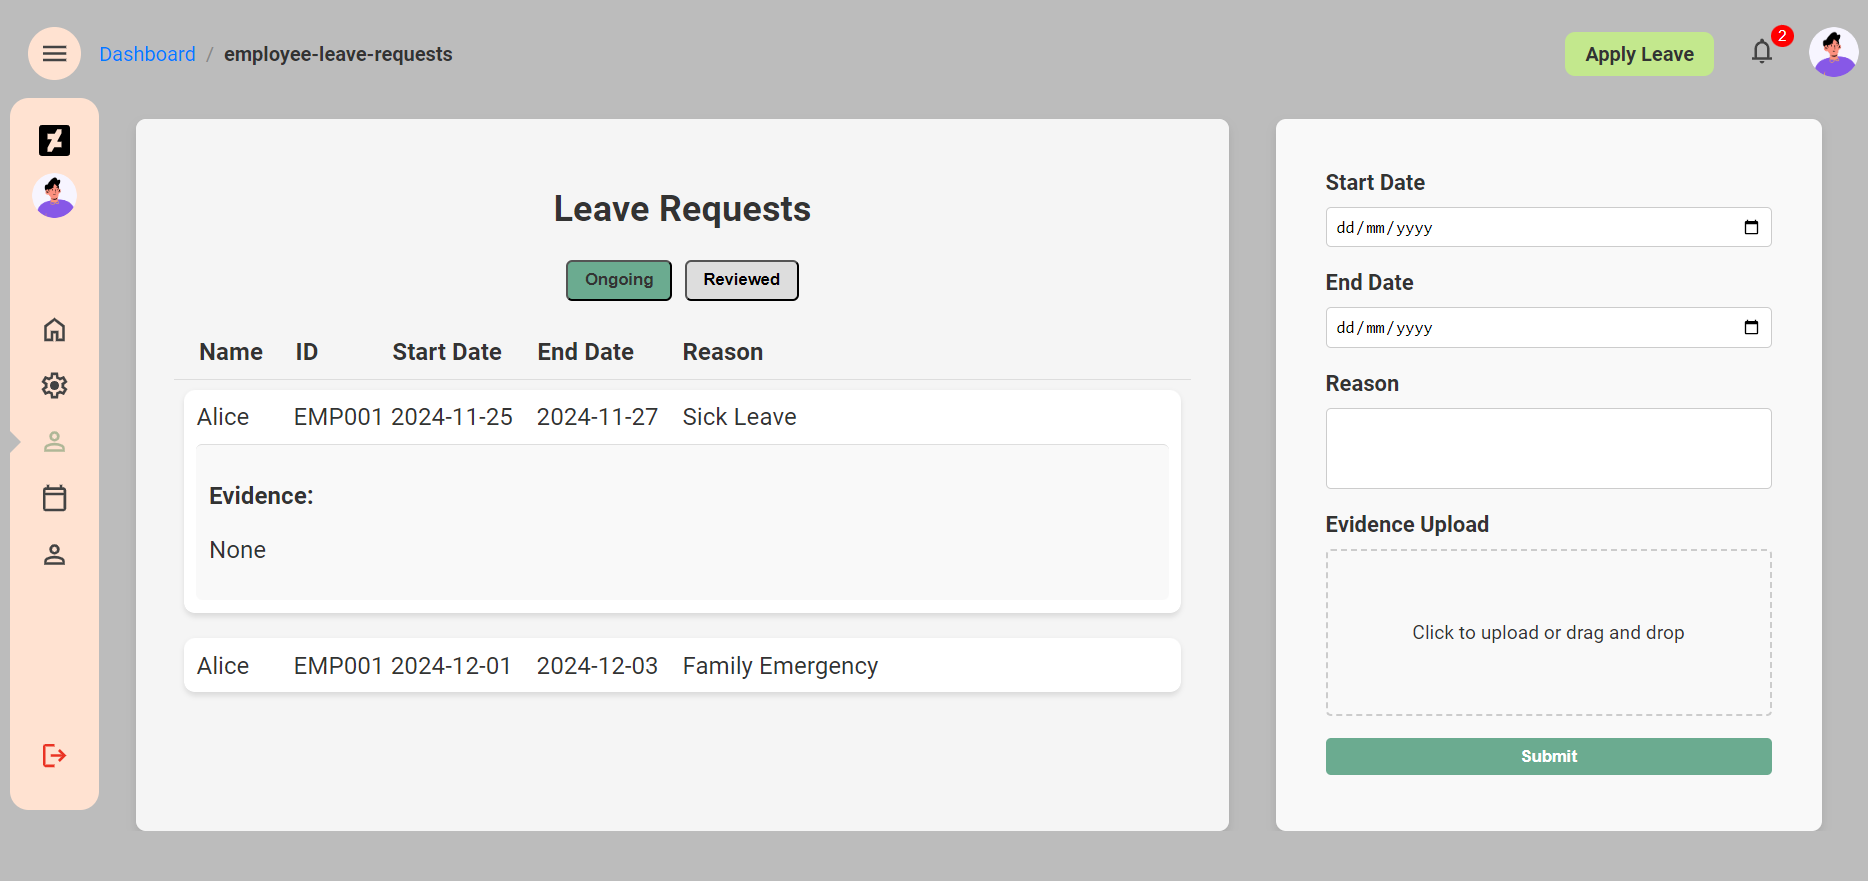 Dashboard / employee-leave-requests
Apply Leave
2
Leave Requests
Ongoing Reviewed
Name ID Start Date End Date Reason
Alice EMP001 2024-11-25 2024-11-27 Sick Leave
Evidence:
None
Alice EMP001 2024-12-01 2024-12-03 Family Emergency
Start Date
dd/mm/yyyy
End Date
dd/mm/yyyy
Reason
Evidence Upload
Click to upload or drag and drop
Submit